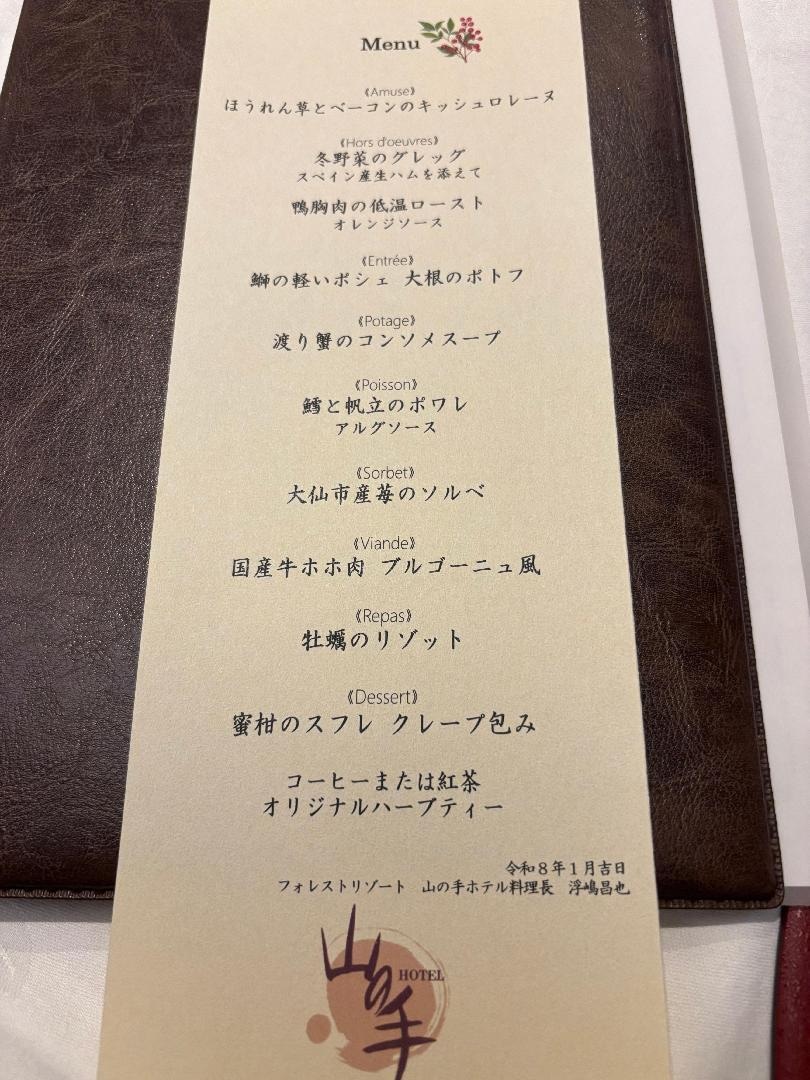 Menu
《Amuse》
ほうれん草とベーコンのキッシュロレーヌ
《Hors d'oeuvres》
冬野菜のグレッグ
スペイン産生ハムを添えて
鴨胸肉の低温ロースト
オレンジソース
《Entrée》
鰤の軽いポシェ 大根のポトフ
《Potage》
渡り蟹のコンソメスープ
《Poisson》
鱈と帆立のポワレ
アルグソース
《Sorbet》
大仙市産苺のソルベ
《Viande》
国産牛ホホ肉 ブルゴーニュ風
《Repas》
牡蠣のリゾット
《Dessert》
蜜柑のスフレ クレープ包み
コーヒーまたは紅茶
オリジナルハーブティー
令和8年1月吉日
フォレストリゾート 山の手ホテル料理長 浮嶋昌也
山の手 HOTEL